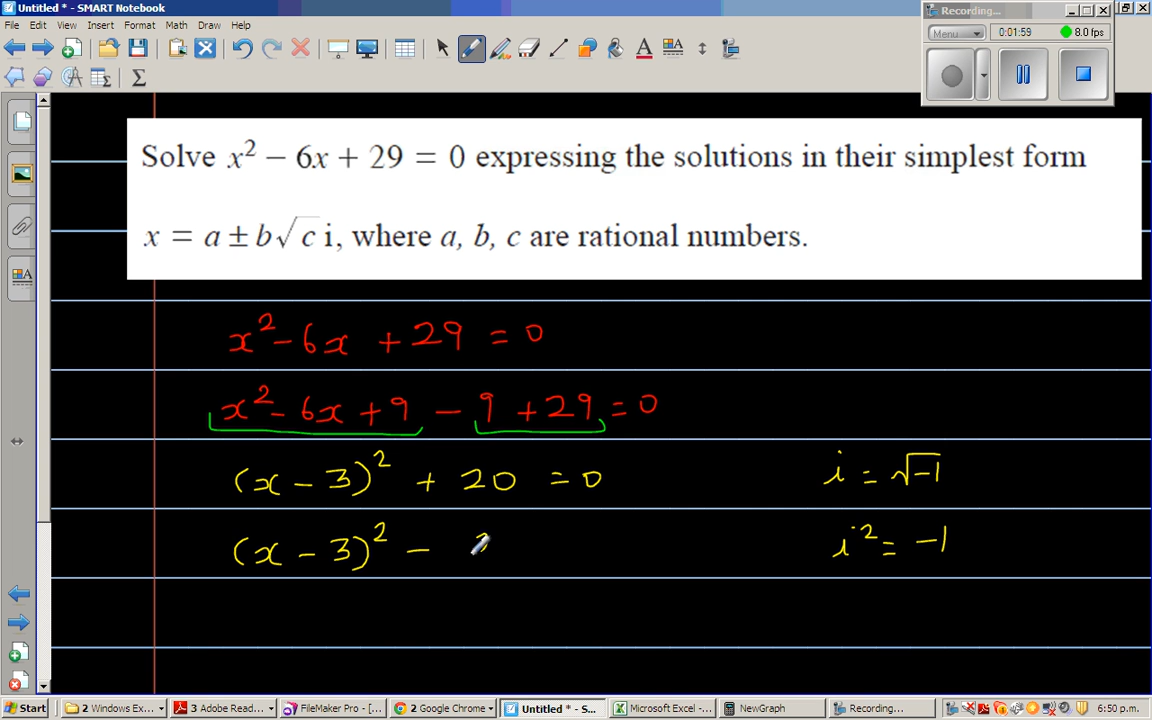 Untitled * - SMART Notebook
File Edit View Insert Format Math Draw Help
Recording...
Menu 0:01:59 8.0 fps
Solve x² − 6x + 29 = 0 expressing the solutions in their simplest form
x = a ± b√c i, where a, b, c are rational numbers.
x² - 6x + 29 = 0
x² - 6x + 9 - 9 + 29 = 0
(x - 3)² + 20 = 0 i = √-1
(x - 3)² - i² = -1
Start 2 Windows Ex... 3 Adobe Read... FileMaker Pro - [... 2 Google Chrome Untitled * - S... Microsoft Excel -... NewGraph Recording... 6:50 p.m.